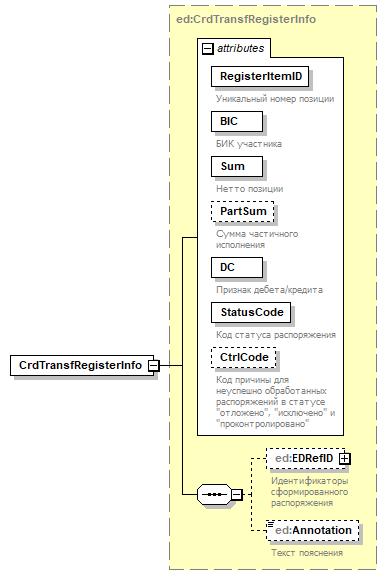 ed:CrdTransfRegisterInfo
attributes
RegisterItemID
Уникальный номер позиции
BIC
БИК участника
Sum
Нетто позиции
PartSum
Сумма частичного
исполнения
DC
Признак дебета/кредита
StatusCode
Код статуса распоряжения
CtrlCode
Код причины для
неуспешно обработанных
распоряжений в статусе
"отложено", "исключено" и
"проконтролировано"
CrdTransfRegisterInfo
ed:EDRefID
Идентификаторы
сформированного
распоряжения
ed:Annotation
Текст пояснения